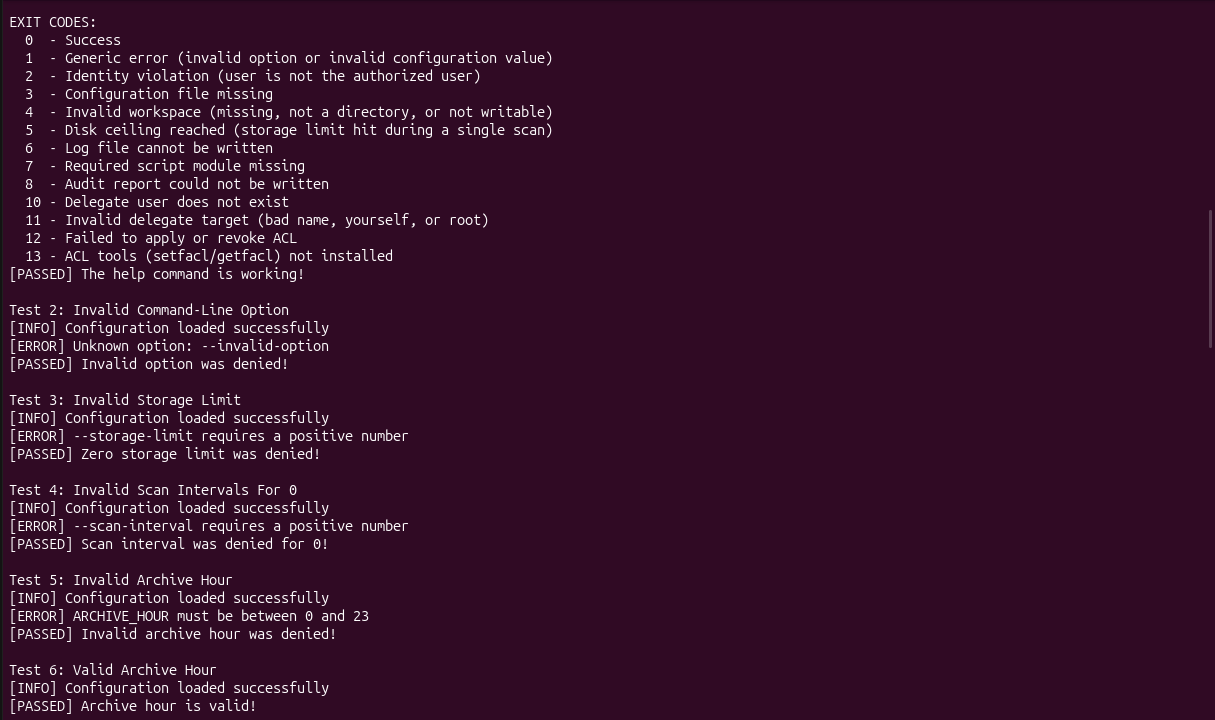 EXIT CODES:
  0  - Success
  1  - Generic error (invalid option or invalid configuration value)
  2  - Identity violation (user is not the authorized user)
  3  - Configuration file missing
  4  - Invalid workspace (missing, not a directory, or not writable)
  5  - Disk ceiling reached (storage limit hit during a single scan)
  6  - Log file cannot be written
  7  - Required script module missing
  8  - Audit report could not be written
  10 - Delegate user does not exist
  11 - Invalid delegate target (bad name, yourself, or root)
  12 - Failed to apply or revoke ACL
  13 - ACL tools (setfacl/getfacl) not installed
[PASSED] The help command is working!

Test 2: Invalid Command-Line Option
[INFO] Configuration loaded successfully
[ERROR] Unknown option: --invalid-option
[PASSED] Invalid option was denied!

Test 3: Invalid Storage Limit
[INFO] Configuration loaded successfully
[ERROR] --storage-limit requires a positive number
[PASSED] Zero storage limit was denied!

Test 4: Invalid Scan Intervals For 0
[INFO] Configuration loaded successfully
[ERROR] --scan-interval requires a positive number
[PASSED] Scan interval was denied for 0!

Test 5: Invalid Archive Hour
[INFO] Configuration loaded successfully
[ERROR] ARCHIVE_HOUR must be between 0 and 23
[PASSED] Invalid archive hour was denied!

Test 6: Valid Archive Hour
[INFO] Configuration loaded successfully
[PASSED] Archive hour is valid!